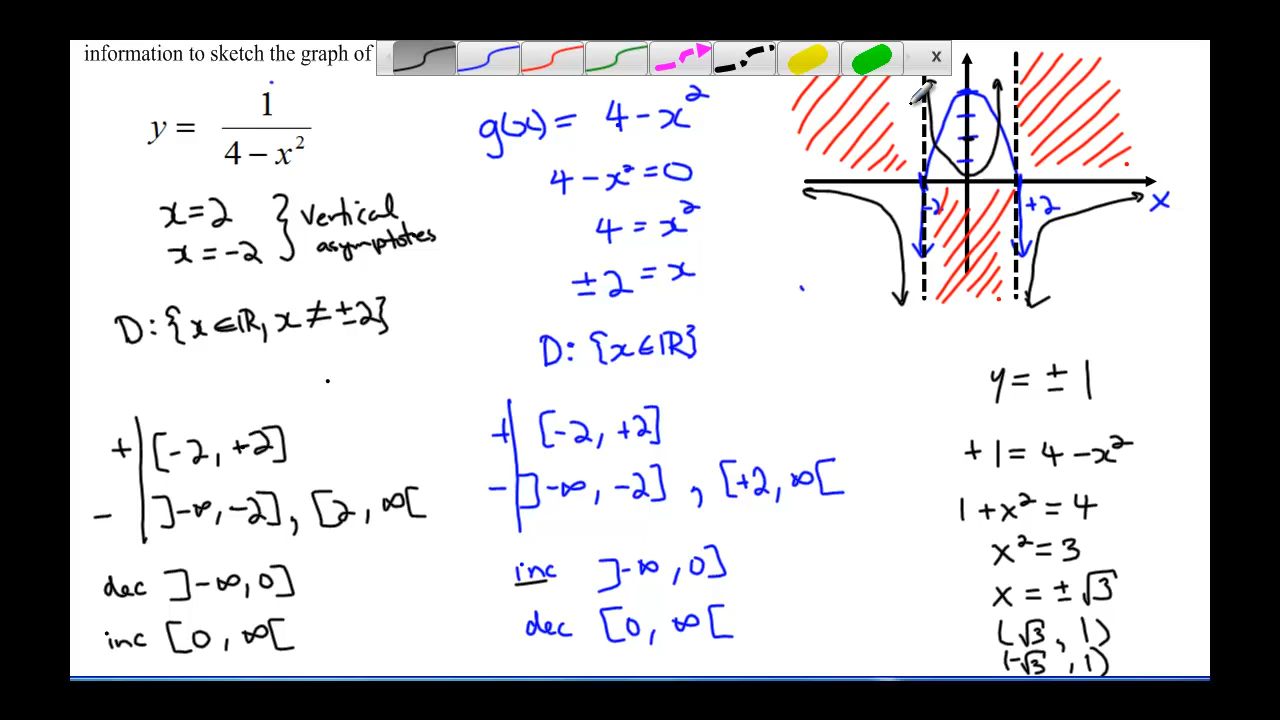 information to sketch the graph of
x
y = 1 / (4 − x²)
x = 2
x = -2
} vertical
asymptotes
D: {x ∈ ℝ, x ≠ ±2}
+ [-2, +2]
- ]-∞, -2], [2, ∞[
dec ]-∞, 0]
inc [0, ∞[
g(x) = 4 - x²
4 - x² = 0
4 = x²
±2 = x
D: {x ∈ ℝ}
+ [-2, +2]
- ]-∞, -2], [+2, ∞[
inc ]-∞, 0]
dec [0, ∞[
-2
+2
x
y = ± 1
+1 = 4 - x²
1 + x² = 4
x² = 3
x = ± √3
(√3, 1)
(-√3, 1)